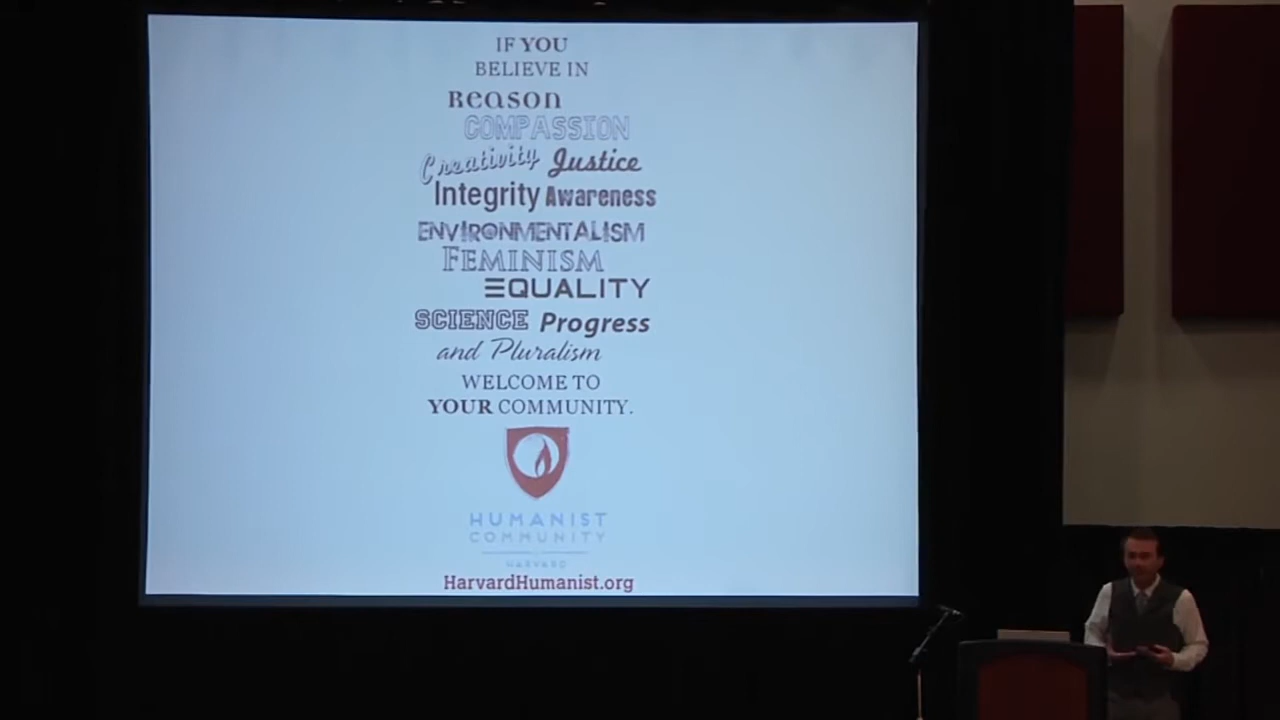 IF YOU
BELIEVE IN
Reason
COMPASSION
Creativity Justice
Integrity Awareness
ENVIRONMENTALISM
FEMINISM
EQUALITY
SCIENCE Progress
and Pluralism
WELCOME TO
YOUR COMMUNITY.
HUMANIST
COMMUNITY
HARVARD
HarvardHumanist.org